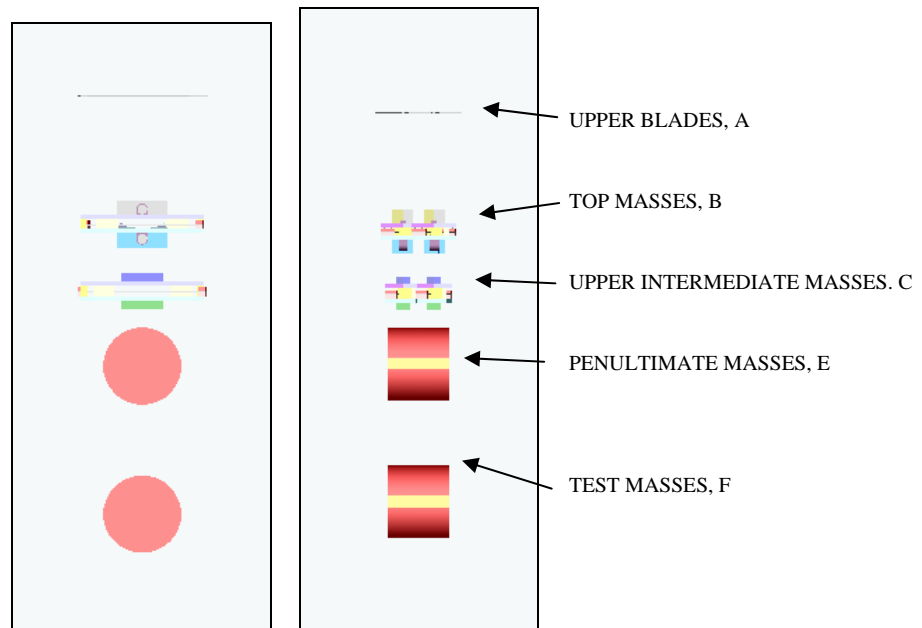 UPPER BLADES, A
TOP MASSES, B
UPPER INTERMEDIATE MASSES. C
PENULTIMATE MASSES, E
TEST MASSES, F